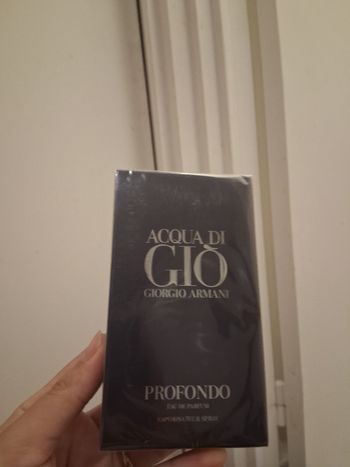 ACQUA DI
GIÒ
GIORGIO ARMANI
PROFONDO
EAU DE PARFUM
VAPORISATEUR SPRAY